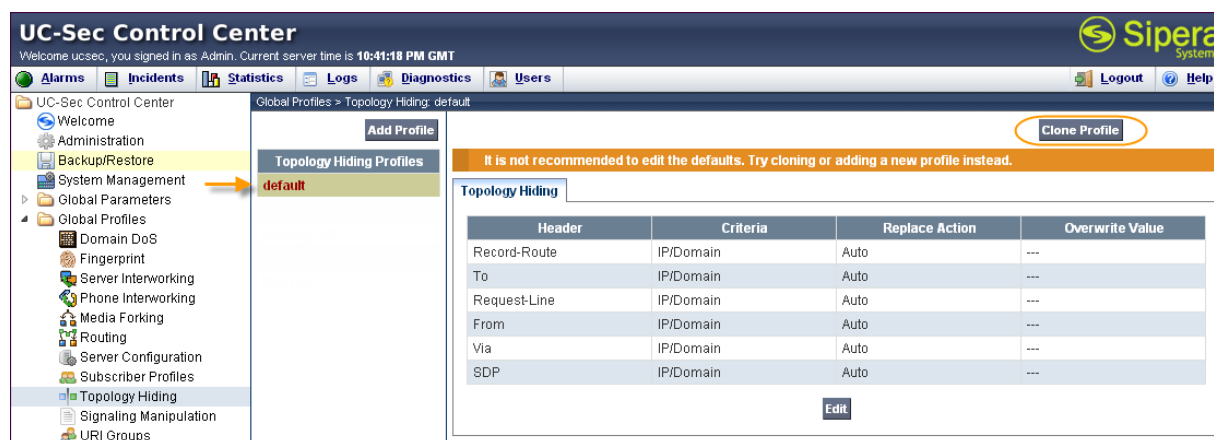 UC-Sec Control Center
Welcome ucsec, you signed in as Admin. Current server time is 10:41:18 PM GMT
Sipera
System
Alarms Incidents Statistics Logs Diagnostics Users Logout Help
UC-Sec Control Center
Welcome
Administration
Backup/Restore
System Management
Global Parameters
Global Profiles
Domain DoS
Fingerprint
Server Interworking
Phone Interworking
Media Forking
Routing
Server Configuration
Subscriber Profiles
Topology Hiding
Signaling Manipulation
URI Groups
Global Profiles > Topology Hiding: default
Add Profile
Topology Hiding Profiles
default
Clone Profile
It is not recommended to edit the defaults. Try cloning or adding a new profile instead.
Topology Hiding
Header Criteria Replace Action Overwrite Value
Record-Route IP/Domain Auto ---
To IP/Domain Auto ---
Request-Line IP/Domain Auto ---
From IP/Domain Auto ---
Via IP/Domain Auto ---
SDP IP/Domain Auto ---
Edit